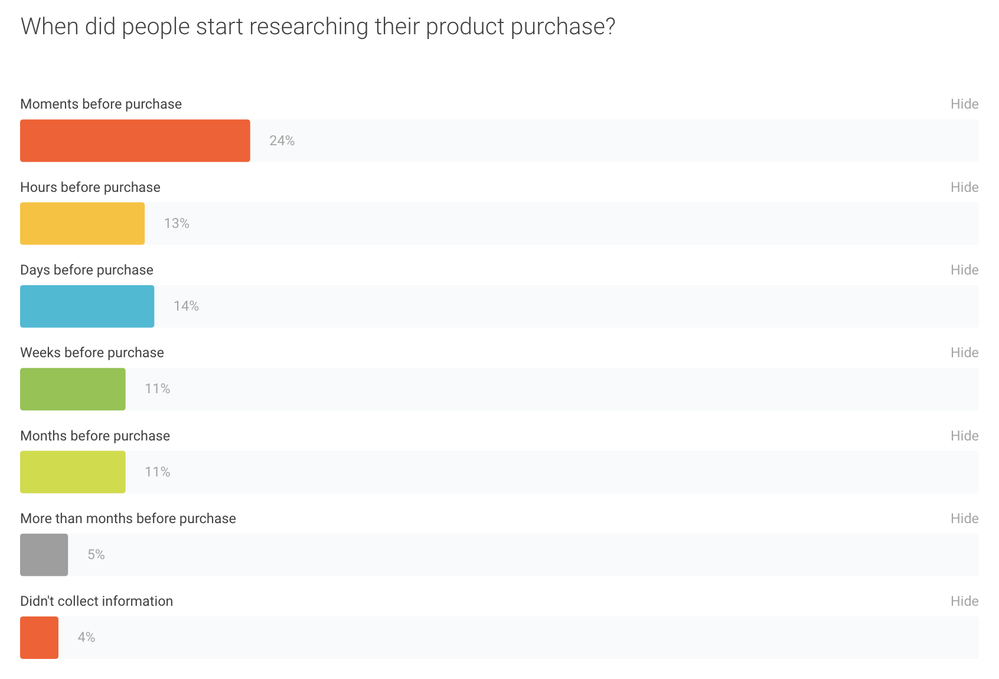 When did people start researching their product purchase?
Moments before purchase Hide
24%
Hours before purchase Hide
13%
Days before purchase Hide
14%
Weeks before purchase Hide
11%
Months before purchase Hide
11%
More than months before purchase Hide
5%
Didn't collect information Hide
4%